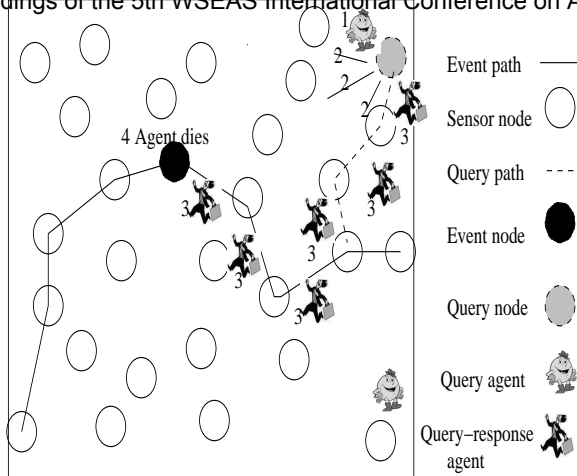 dings of the 5th WSEAS International Conference on A
1
2
2
2
3
4 Agent dies
3
3
3
3
3
Event path
Sensor node
Query path
Event node
Query node
Query agent
Query-response
agent